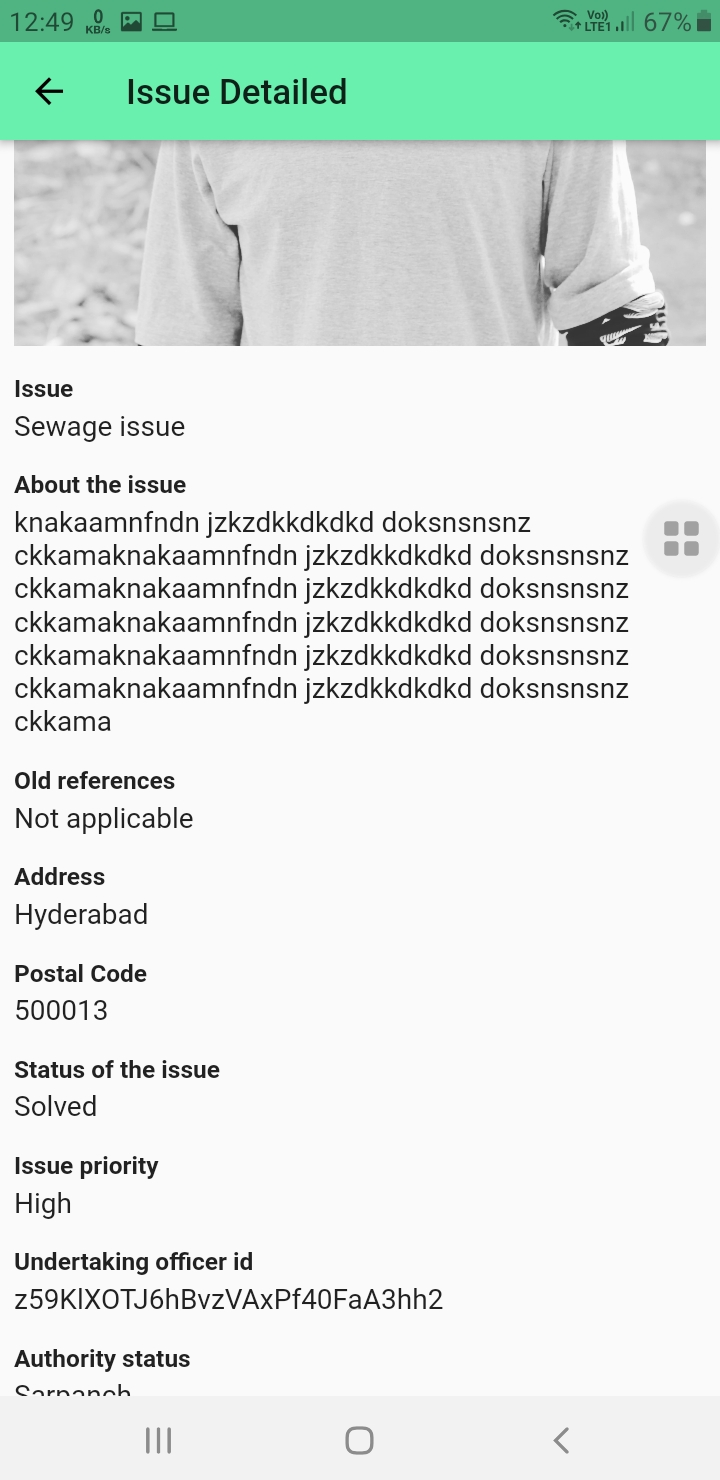 12:49 0 KB/s Vo)) LTE1 67%
Issue Detailed
Issue
Sewage issue
About the issue
knakaamnfndn jzkzdkkdkdkd doksnsnsnz
ckkamaknakaamnfndn jzkzdkkdkdkd doksnsnsnz
ckkamaknakaamnfndn jzkzdkkdkdkd doksnsnsnz
ckkamaknakaamnfndn jzkzdkkdkdkd doksnsnsnz
ckkamaknakaamnfndn jzkzdkkdkdkd doksnsnsnz
ckkamaknakaamnfndn jzkzdkkdkdkd doksnsnsnz
ckkama
Old references
Not applicable
Address
Hyderabad
Postal Code
500013
Status of the issue
Solved
Issue priority
High
Undertaking officer id
z59KlXOTJ6hBvzVAxPf40FaA3hh2
Authority status
Sarpanch